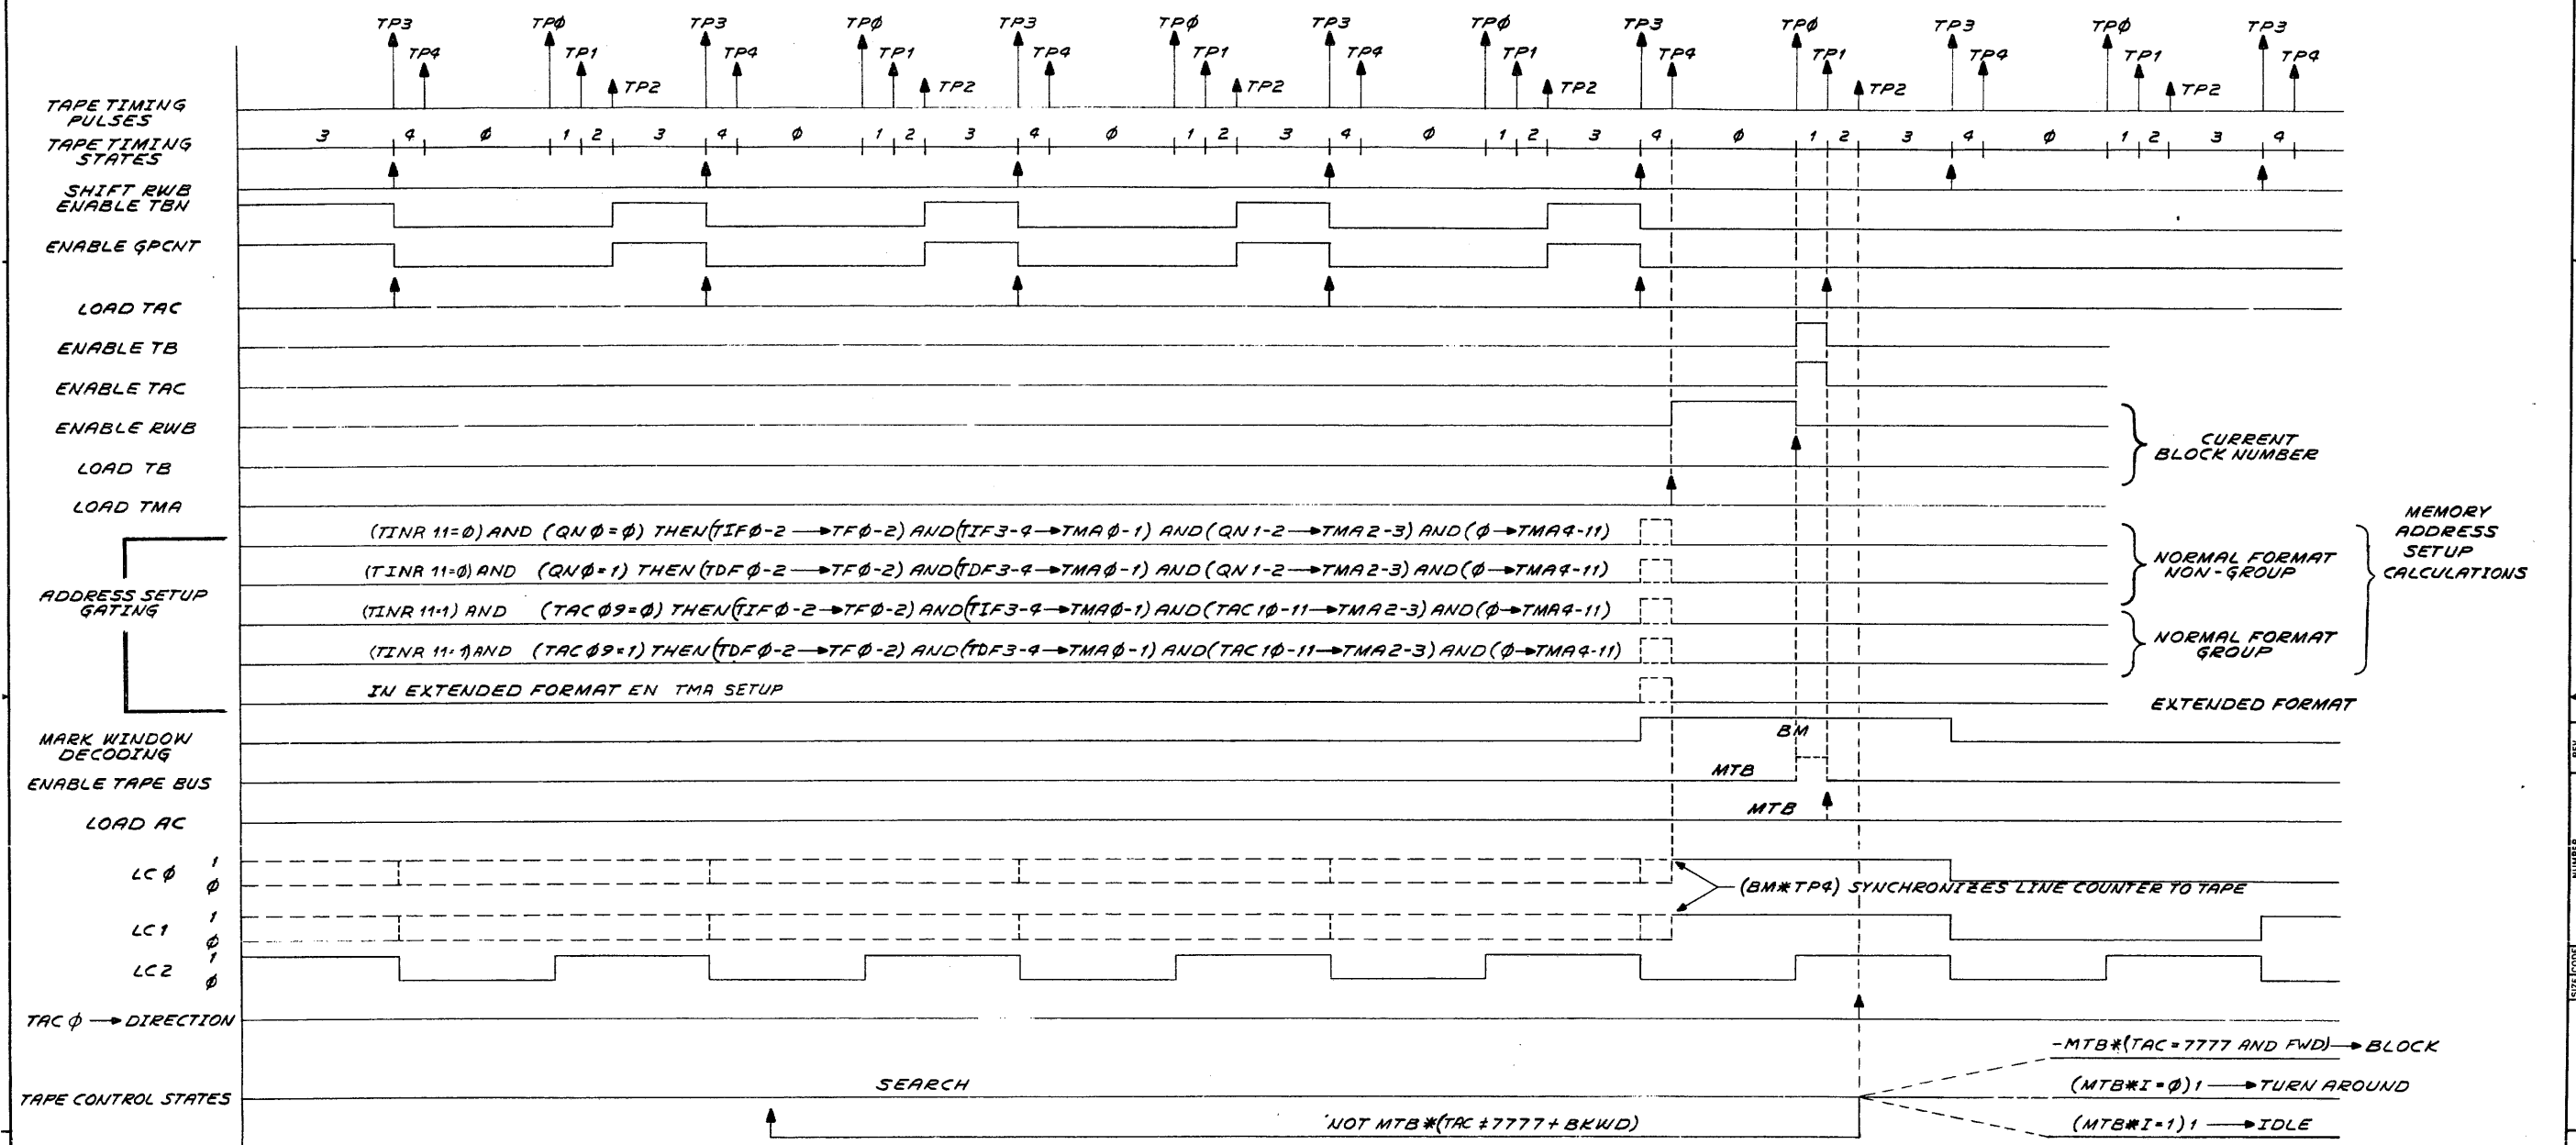 TP3 TPØ TP3 TPØ TP3 TPØ TP3 TPØ TP3 TPØ TP3 TPØ TP3
TP4 TP1 TP4 TP1 TP4 TP1 TP4 TP1 TP4 TP1 TP4 TP1 TP4
TP2 TP2 TP2 TP2 TP2 TP2
TAPE TIMING
PULSES
TAPE TIMING
STATES
3 4 Ø 1 2 3 4 Ø 1 2 3 4 Ø 1 2 3 4 Ø 1 2 3 4 Ø 1 2 3 4 Ø 1 2 3 4
SHIFT RWB
ENABLE TBN
ENABLE GPCNT
LOAD TAC
ENABLE TB
ENABLE TAC
ENABLE RWB
LOAD TB
CURRENT
BLOCK NUMBER
LOAD TMA
ADDRESS SETUP
GATING
(TINR 11=Ø) AND (QNØ=Ø) THEN(TIFØ-2→TFØ-2) AND(TIF3-4→TMAØ-1) AND(QN1-2→TMA2-3) AND(Ø→TMA4-11)
(TINR 11=Ø) AND (QNØ=1) THEN(TDFØ-2→TFØ-2) AND(TDF3-4→TMAØ-1) AND(QN1-2→TMA2-3) AND(Ø→TMA4-11)
NORMAL FORMAT
NON-GROUP
(TINR 11=1) AND (TACØ9=Ø) THEN(TIFØ-2→TFØ-2) AND(TIF3-4→TMAØ-1) AND(TAC1Ø-11→TMA2-3) AND(Ø→TMA4-11)
(TINR 11=1) AND (TACØ9=1) THEN(TDFØ-2→TFØ-2) AND(TDF3-4→TMAØ-1) AND(TAC1Ø-11→TMA2-3) AND(Ø→TMA4-11)
NORMAL FORMAT
GROUP
MEMORY
ADDRESS
SETUP
CALCULATIONS
IN EXTENDED FORMAT EN TMA SETUP
EXTENDED FORMAT
MARK WINDOW
DECODING
BM
ENABLE TAPE BUS
MTB
LOAD AC
MTB
LCØ 1
Ø
(BM*TP4) SYNCHRONIZES LINE COUNTER TO TAPE
LC1 1
Ø
LC2 1
Ø
TACØ→DIRECTION
TAPE CONTROL STATES
SEARCH
NOT MTB*(TAC≠7777+BKWD)
-MTB*(TAC=7777 AND FWD)→BLOCK
(MTB*I=Ø)1→TURN AROUND
(MTB*I=1)1→IDLE
REV
NUMBER
SIZE CODE